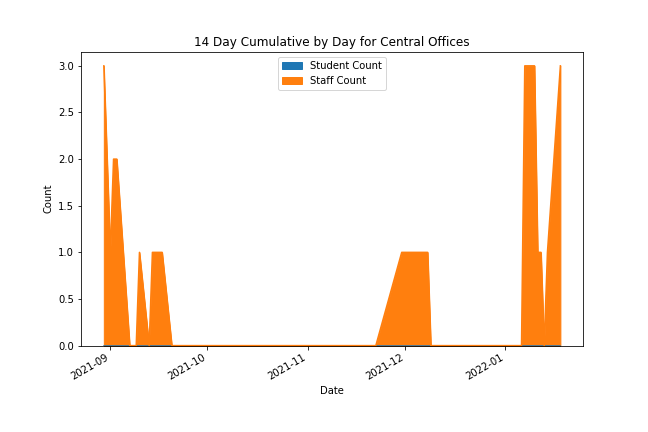 14 Day Cumulative by Day for Central Offices
Student Count
Staff Count
3.0
2.5
2.0
1.5
1.0
0.5
0.0
Count
2021-09
2021-10
2021-11
2021-12
2022-01
Date